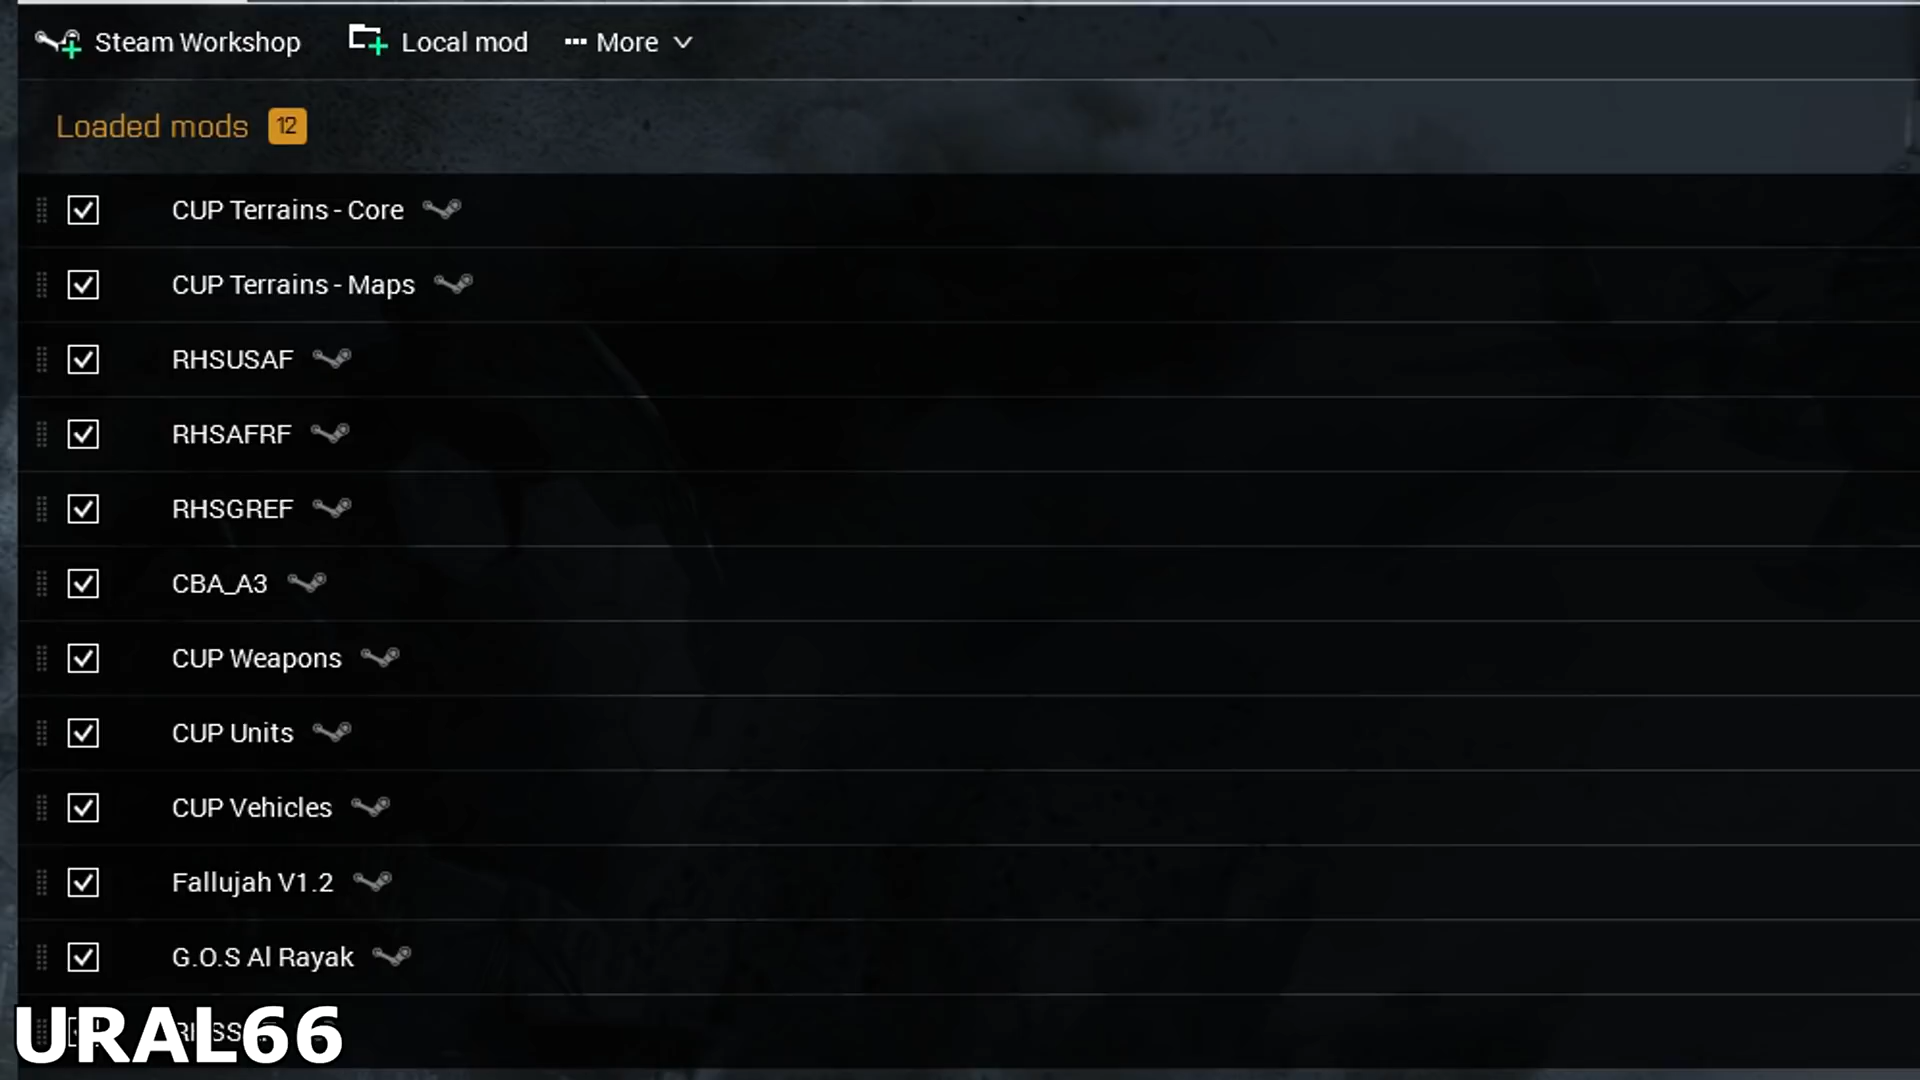 Steam Workshop Local mod ••• More
Loaded mods 12
CUP Terrains - Core
CUP Terrains - Maps
RHSUSAF
RHSAFRF
RHSGREF
CBA_A3
CUP Weapons
CUP Units
CUP Vehicles
Fallujah V1.2
G.O.S Al Rayak
URAL66